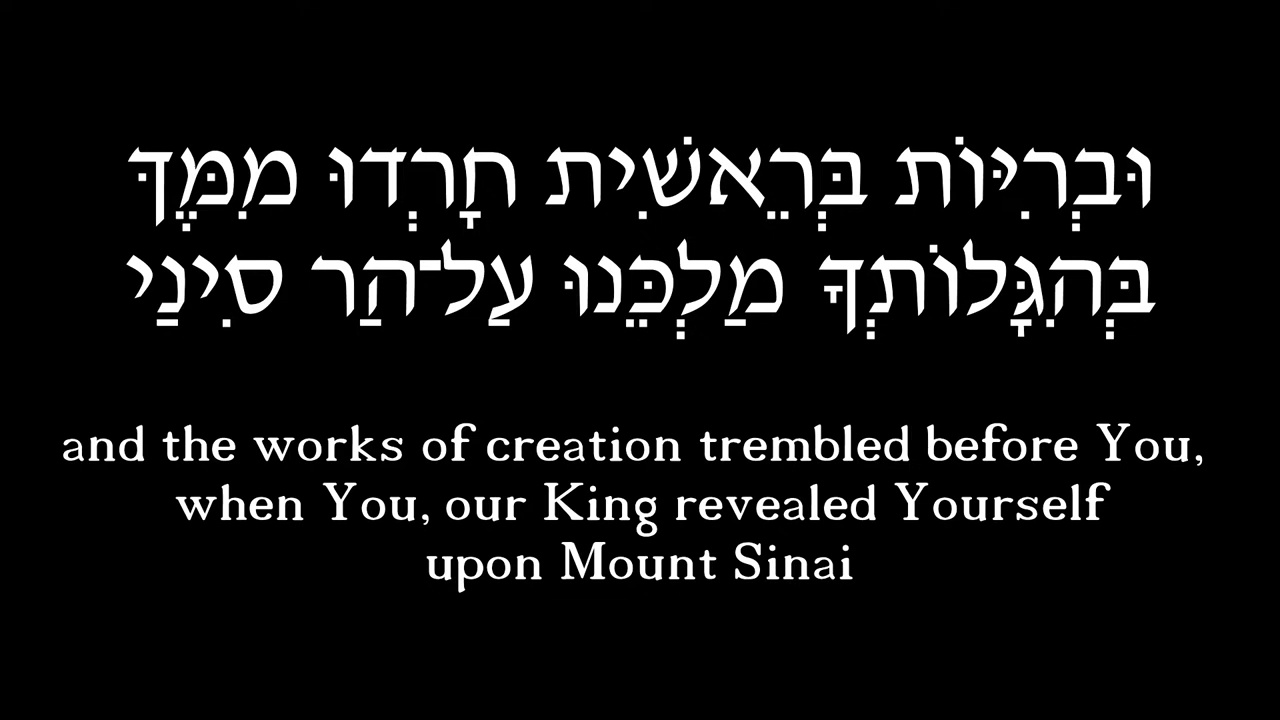 וּבְרִיּוֹת בְּרֵאשִׁית חָרְדוּ מִמֶּךָּ
בְּהִגָּלוֹתְךָ מַלְכֵּנוּ עַל־הַר סִינַי
and the works of creation trembled before You,
when You, our King revealed Yourself
upon Mount Sinai